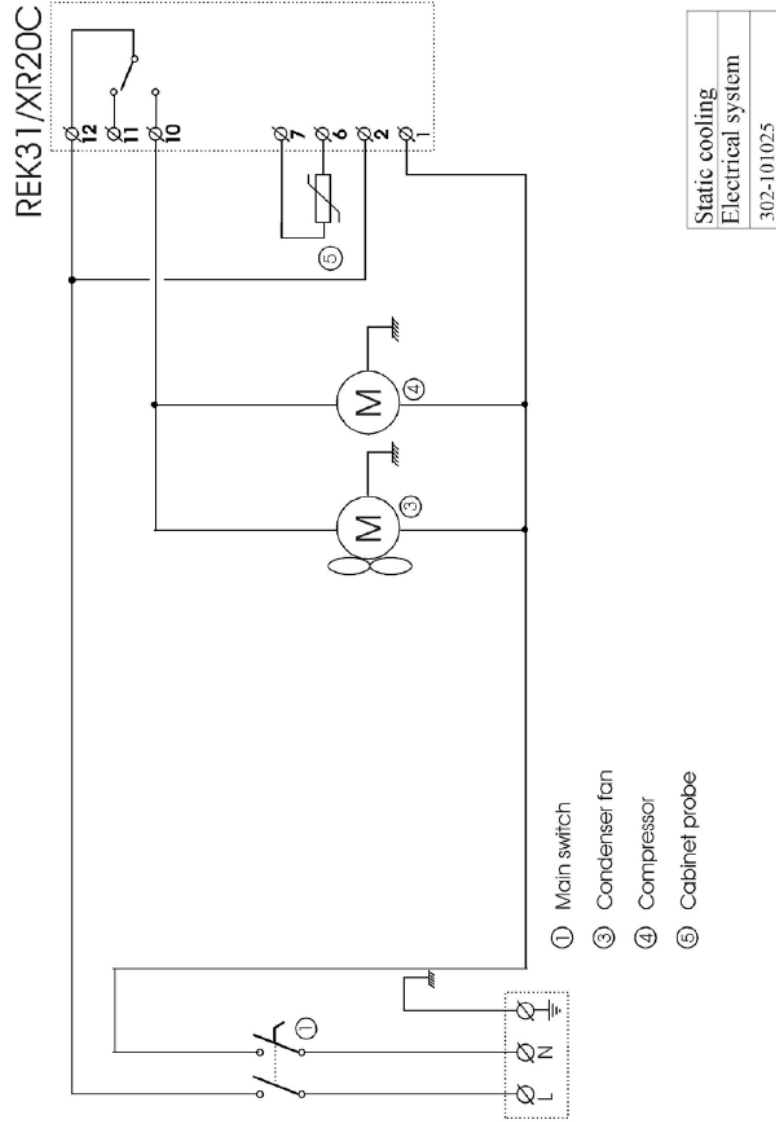 REK31/XR20C
12
11
10
7
6
2
1
5
M
4
M
3
1
L
N
1 Main switch
3 Condenser fan
4 Compressor
5 Cabinet probe
Static cooling
Electrical system
302-101025